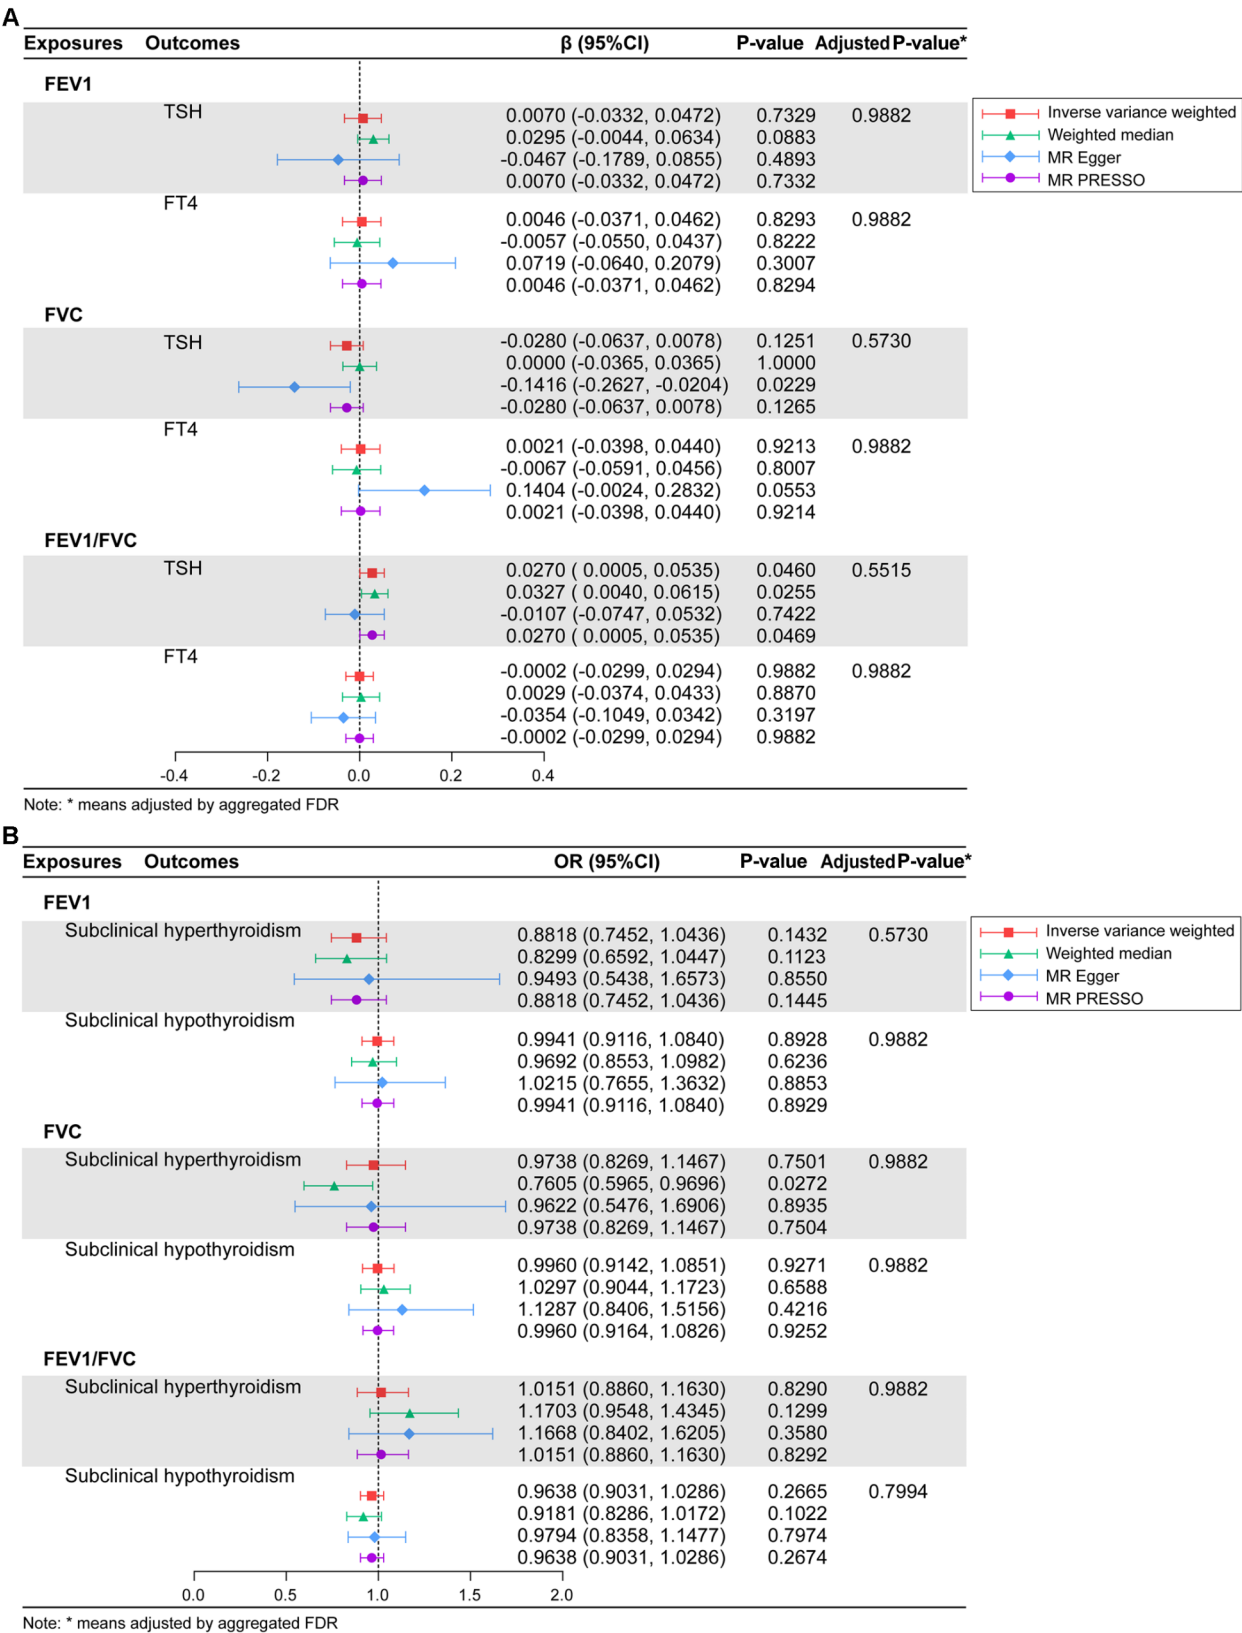 A
Exposures Outcomes β (95%CI) P-value Adjusted P-value*
FEV1
TSH 0.0070 (-0.0332, 0.0472) 0.7329 0.9882
0.0295 (-0.0044, 0.0634) 0.0883
-0.0467 (-0.1789, 0.0855) 0.4893
0.0070 (-0.0332, 0.0472) 0.7332
Inverse variance weighted
Weighted median
MR Egger
MR PRESSO
FT4 0.0046 (-0.0371, 0.0462) 0.8293 0.9882
-0.0057 (-0.0550, 0.0437) 0.8222
0.0719 (-0.0640, 0.2079) 0.3007
0.0046 (-0.0371, 0.0462) 0.8294
FVC
TSH -0.0280 (-0.0637, 0.0078) 0.1251 0.5730
0.0000 (-0.0365, 0.0365) 1.0000
-0.1416 (-0.2627, -0.0204) 0.0229
-0.0280 (-0.0637, 0.0078) 0.1265
FT4 0.0021 (-0.0398, 0.0440) 0.9213 0.9882
-0.0067 (-0.0591, 0.0456) 0.8007
0.1404 (-0.0024, 0.2832) 0.0553
0.0021 (-0.0398, 0.0440) 0.9214
FEV1/FVC
TSH 0.0270 ( 0.0005, 0.0535) 0.0460 0.5515
0.0327 ( 0.0040, 0.0615) 0.0255
-0.0107 (-0.0747, 0.0532) 0.7422
0.0270 ( 0.0005, 0.0535) 0.0469
FT4 -0.0002 (-0.0299, 0.0294) 0.9882 0.9882
0.0029 (-0.0374, 0.0433) 0.8870
-0.0354 (-0.1049, 0.0342) 0.3197
-0.0002 (-0.0299, 0.0294) 0.9882
-0.4 -0.2 0.0 0.2 0.4
Note: * means adjusted by aggregated FDR
B
Exposures Outcomes OR (95%CI) P-value Adjusted P-value*
FEV1
Subclinical hyperthyroidism 0.8818 (0.7452, 1.0436) 0.1432 0.5730
0.8299 (0.6592, 1.0447) 0.1123
0.9493 (0.5438, 1.6573) 0.8550
0.8818 (0.7452, 1.0436) 0.1445
Inverse variance weighted
Weighted median
MR Egger
MR PRESSO
Subclinical hypothyroidism 0.9941 (0.9116, 1.0840) 0.8928 0.9882
0.9692 (0.8553, 1.0982) 0.6236
1.0215 (0.7655, 1.3632) 0.8853
0.9941 (0.9116, 1.0840) 0.8929
FVC
Subclinical hyperthyroidism 0.9738 (0.8269, 1.1467) 0.7501 0.9882
0.7605 (0.5965, 0.9696) 0.0272
0.9622 (0.5476, 1.6906) 0.8935
0.9738 (0.8269, 1.1467) 0.7504
Subclinical hypothyroidism 0.9960 (0.9142, 1.0851) 0.9271 0.9882
1.0297 (0.9044, 1.1723) 0.6588
1.1287 (0.8406, 1.5156) 0.4216
0.9960 (0.9164, 1.0826) 0.9252
FEV1/FVC
Subclinical hyperthyroidism 1.0151 (0.8860, 1.1630) 0.8290 0.9882
1.1703 (0.9548, 1.4345) 0.1299
1.1668 (0.8402, 1.6205) 0.3580
1.0151 (0.8860, 1.1630) 0.8292
Subclinical hypothyroidism 0.9638 (0.9031, 1.0286) 0.2665 0.7994
0.9181 (0.8286, 1.0172) 0.1022
0.9794 (0.8358, 1.1477) 0.7974
0.9638 (0.9031, 1.0286) 0.2674
0.0 0.5 1.0 1.5 2.0
Note: * means adjusted by aggregated FDR